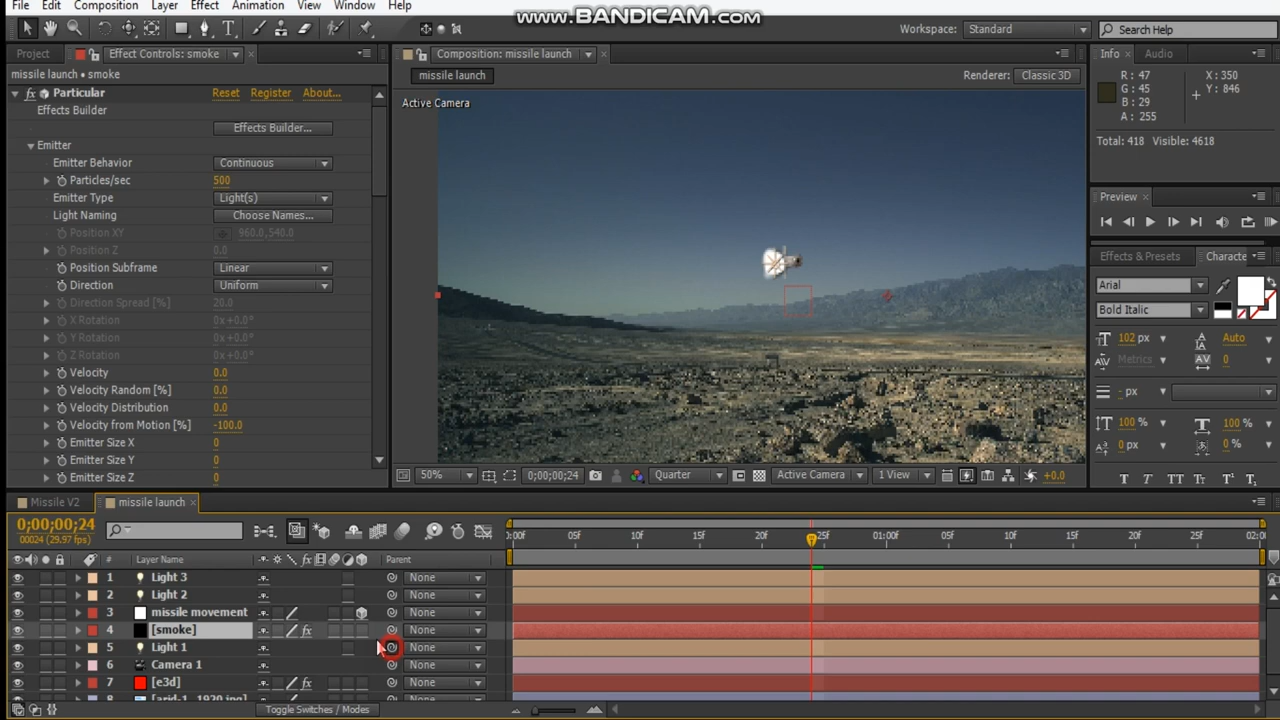 File Edit Composition Layer Effect Animation View Window Help
www.BANDICAM.com
Workspace: Standard
Search Help
Project Effect Controls: smoke
missile launch • smoke
fx Particular Reset Register About...
Effects Builder
Effects Builder...
Emitter
Emitter Behavior Continuous
Particles/sec 500
Emitter Type Light(s)
Light Naming Choose Names...
Position XY 960.0,540.0
Position Z 0.0
Position Subframe Linear
Direction Uniform
Direction Spread [%] 20.0
X Rotation 0x+0.0°
Y Rotation 0x+0.0°
Z Rotation 0x+0.0°
Velocity 0.0
Velocity Random [%] 0.0
Velocity Distribution 0.0
Velocity from Motion [%] -100.0
Emitter Size X 0
Emitter Size Y 0
Emitter Size Z 0
Composition: missile launch
missile launch
Renderer: Classic 3D
Active Camera
50% 0;00;00;24 Quarter Active Camera 1 View +0.0
Info Audio
R: 47 X: 350
G: 45 Y: 846
B: 29
A: 255
Total: 418 Visible: 4618
Preview
Effects & Presets Characte
Arial
Bold Italic
102 px Auto
Metrics 0
- px
100 % 100 %
0 px 0 %
T T TT Tt T¹ T₁
Missile V2 missile launch
0;00;00;24
00024 (29.97 fps)
:00f 05f 10f 15f 20f 25f 01:00f 05f 10f 15f 20f 25f 02:0
# Layer Name fx Parent
1 Light 3 None
2 Light 2 None
3 missile movement None
4 [smoke] fx None
5 Light 1 None
6 Camera 1 None
7 [e3d] fx None
8 [arid-1_1920.jpg]
Toggle Switches / Modes